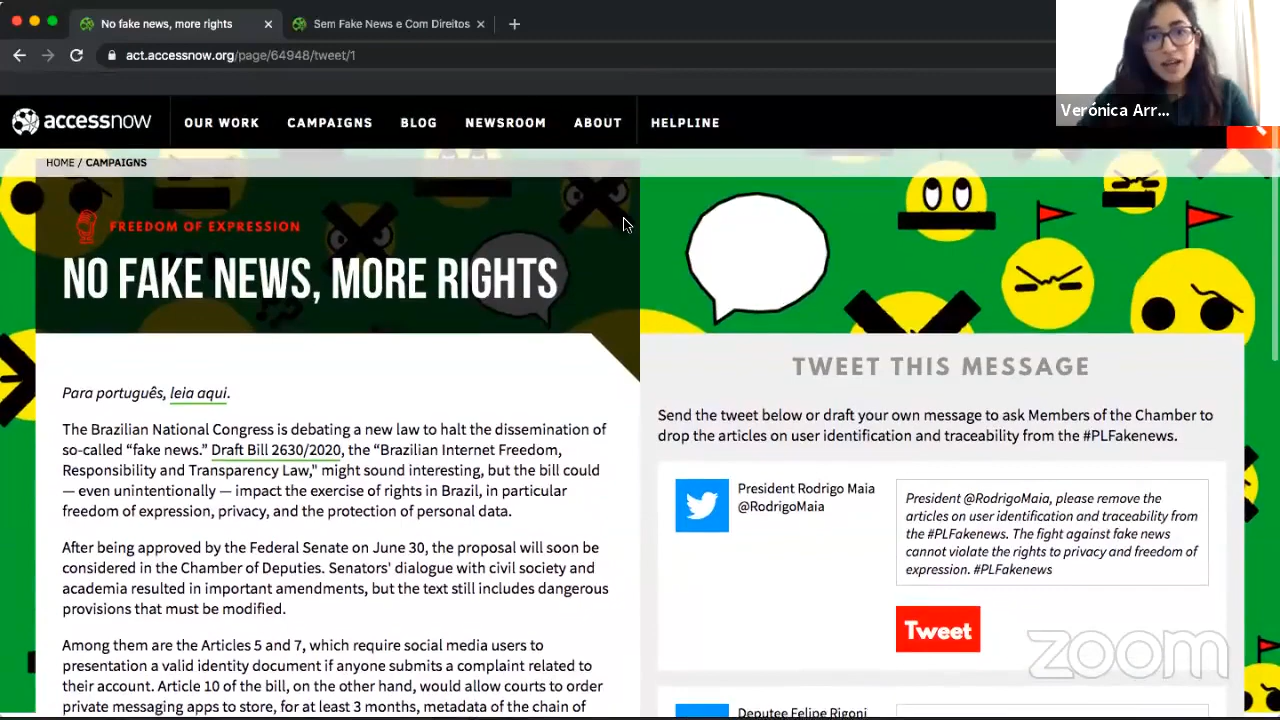 No fake news, more rights
Sem Fake News e Com Direitos
act.accessnow.org/page/64948/tweet/1
Verónica Arr...
accessnow
OUR WORK
CAMPAIGNS
BLOG
NEWSROOM
ABOUT
HELPLINE
HOME / CAMPAIGNS
FREEDOM OF EXPRESSION
NO FAKE NEWS, MORE RIGHTS
Para português, leia aqui.
The Brazilian National Congress is debating a new law to halt the dissemination of
so-called “fake news.” Draft Bill 2630/2020, the “Brazilian Internet Freedom,
Responsibility and Transparency Law," might sound interesting, but the bill could
— even unintentionally — impact the exercise of rights in Brazil, in particular
freedom of expression, privacy, and the protection of personal data.
After being approved by the Federal Senate on June 30, the proposal will soon be
considered in the Chamber of Deputies. Senators' dialogue with civil society and
academia resulted in important amendments, but the text still includes dangerous
provisions that must be modified.
Among them are the Articles 5 and 7, which require social media users to
presentation a valid identity document if anyone submits a complaint related to
their account. Article 10 of the bill, on the other hand, would allow courts to order
private messaging apps to store, for at least 3 months, metadata of the chain of
TWEET THIS MESSAGE
Send the tweet below or draft your own message to ask Members of the Chamber to
drop the articles on user identification and traceability from the #PLFakenews.
President Rodrigo Maia
@RodrigoMaia
President @RodrigoMaia, please remove the
articles on user identification and traceability from
the #PLFakenews. The fight against fake news
cannot violate the rights to privacy and freedom of
expression. #PLFakenews
Tweet
zoom
Deputee Felipe Rigoni